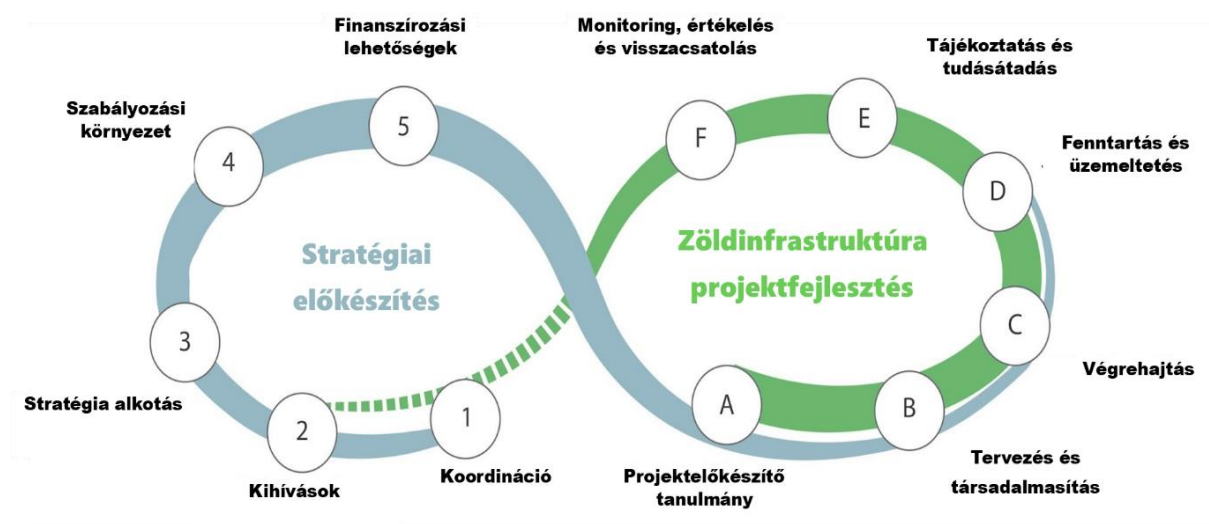 Finanszírozási
lehetőségek
Monitoring, értékelés
és visszacsatolás
Tájékoztatás és
tudásátadás
Szabályozási
környezet
5
F
E
Fenntartás és
üzemeltetés
4
D
Stratégiai
előkészítés
Zöldinfrastruktúra
projektfejlesztés
3
C
Végrehajtás
Stratégia alkotás
2
1
A
B
Kihívások
Koordináció
Projektelőkészítő
tanulmány
Tervezés és
társadalmasítás